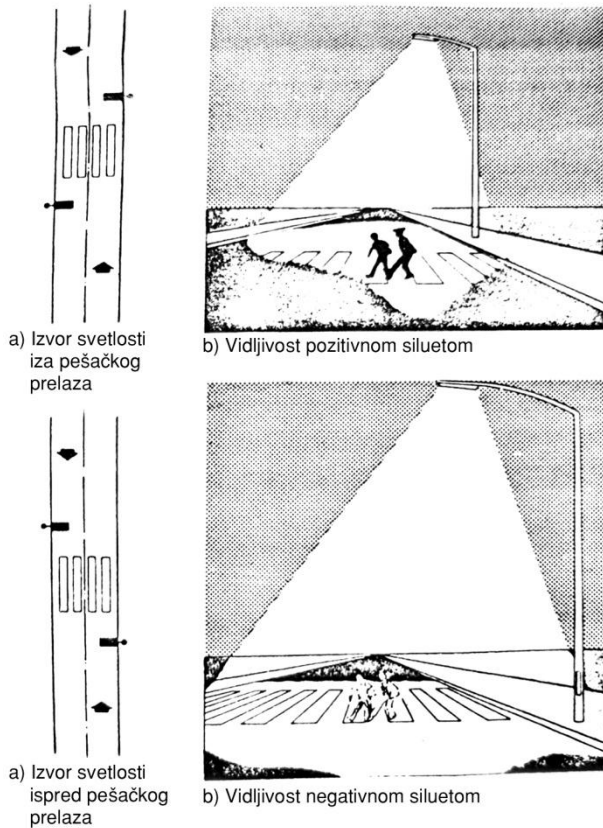 a) Izvor svetlosti
iza pešačkog
prelaza
b) Vidljivost pozitivnom siluetom
a) Izvor svetlosti
ispred pešačkog
prelaza
b) Vidljivost negativnom siluetom